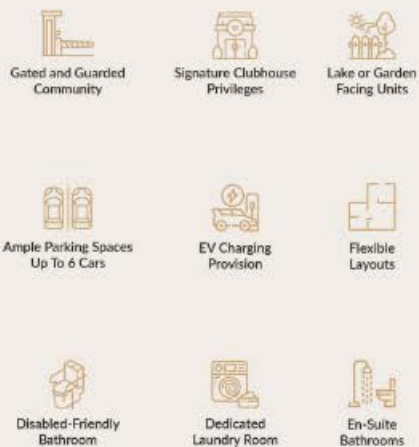 Gated and Guarded
Community
Signature Clubhouse
Privileges
Lake or Garden
Facing Units
Ample Parking Spaces
Up To 6 Cars
EV Charging
Provision
Flexible
Layouts
Disabled-Friendly
Bathroom
Dedicated
Laundry Room
En-Suite
Bathrooms